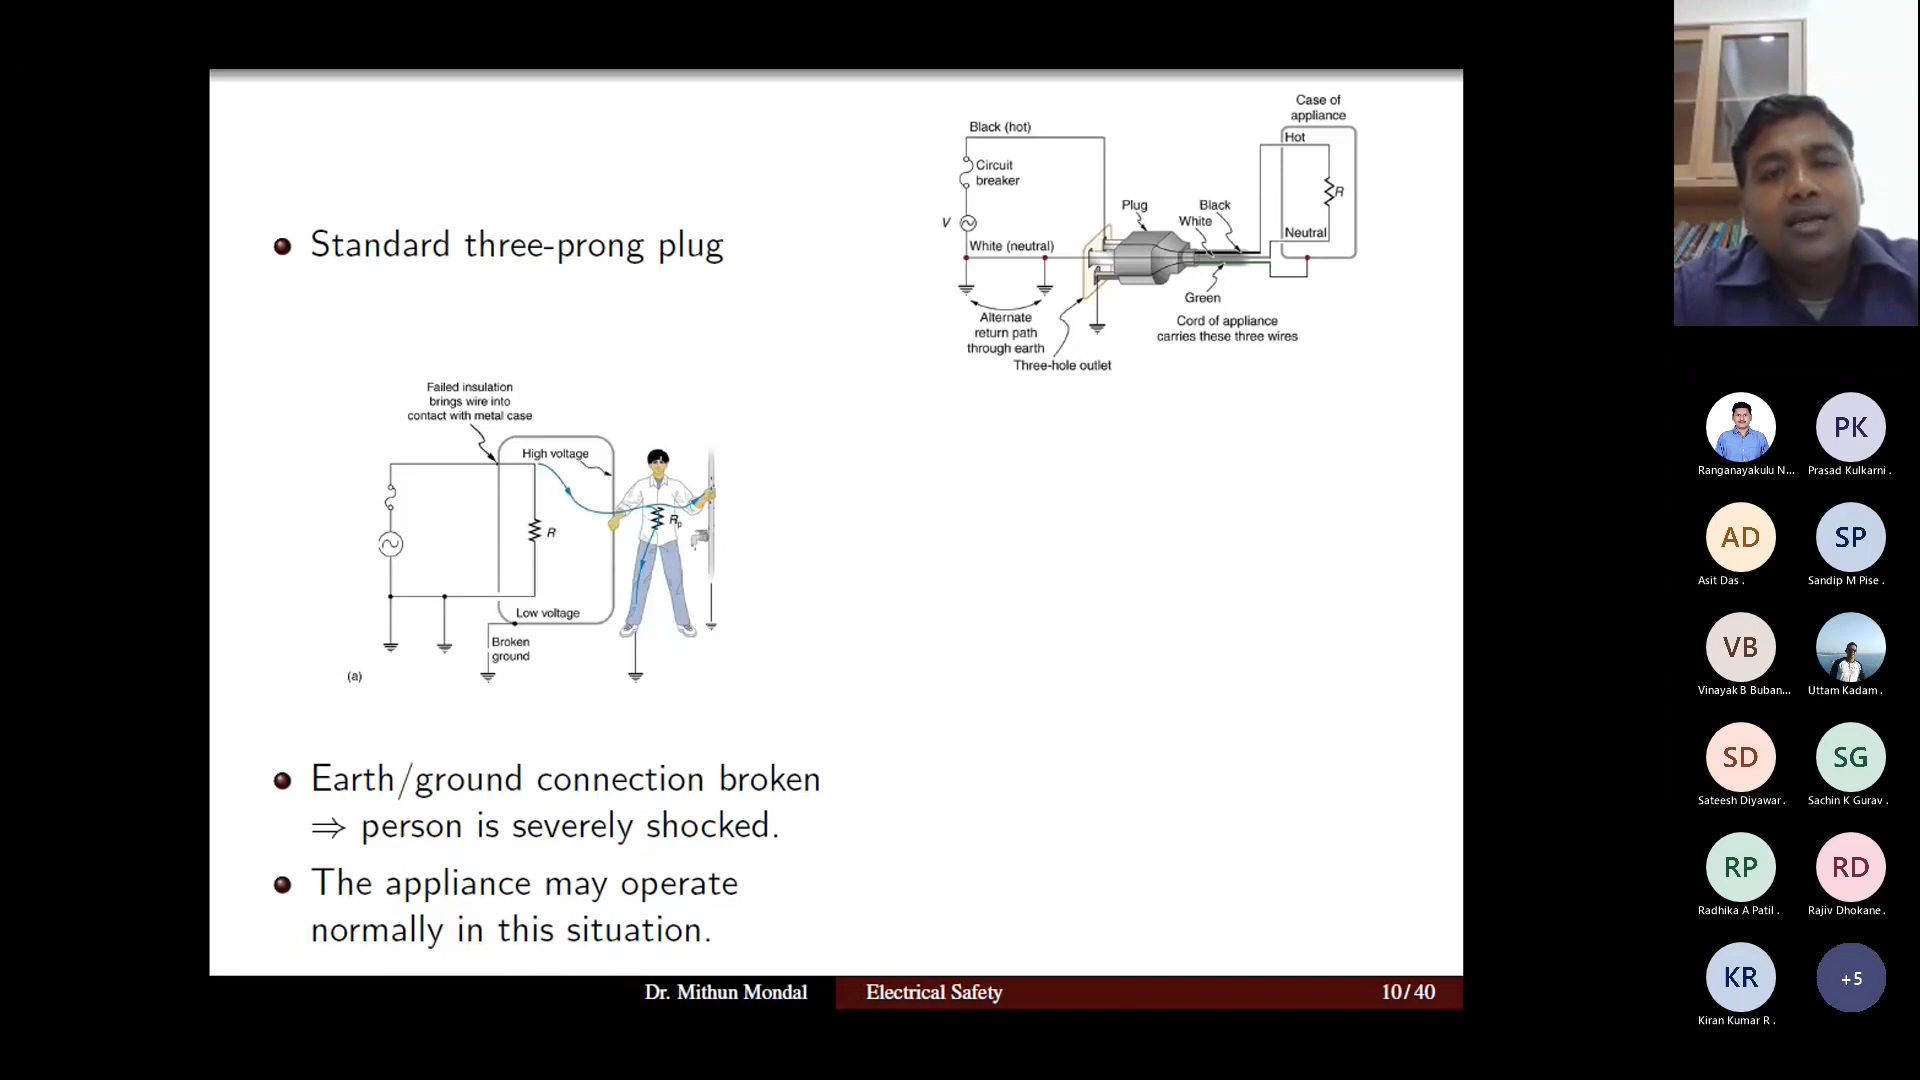 Standard three-prong plug
Case of
appliance
Black (hot)
Hot
Circuit
breaker
R
Plug
Black
White
V
White (neutral)
Neutral
Green
Alternate
return path
through earth
Cord of appliance
carries these three wires
Three-hole outlet
Failed insulation
brings wire into
contact with metal case
High voltage
R
Rp
Low voltage
Broken
ground
(a)
Earth/ground connection broken
⇒ person is severely shocked.
The appliance may operate
normally in this situation.
Dr. Mithun Mondal
Electrical Safety
10/40
Ranganayakulu N...
PK
Prasad Kulkarni .
AD
Asit Das .
SP
Sandip M Pise .
VB
Vinayak B Buban...
Uttam Kadam .
SD
Sateesh Diyawar .
SG
Sachin K Gurav .
RP
Radhika A Patil .
RD
Rajiv Dhokane .
KR
Kiran Kumar R .
+5